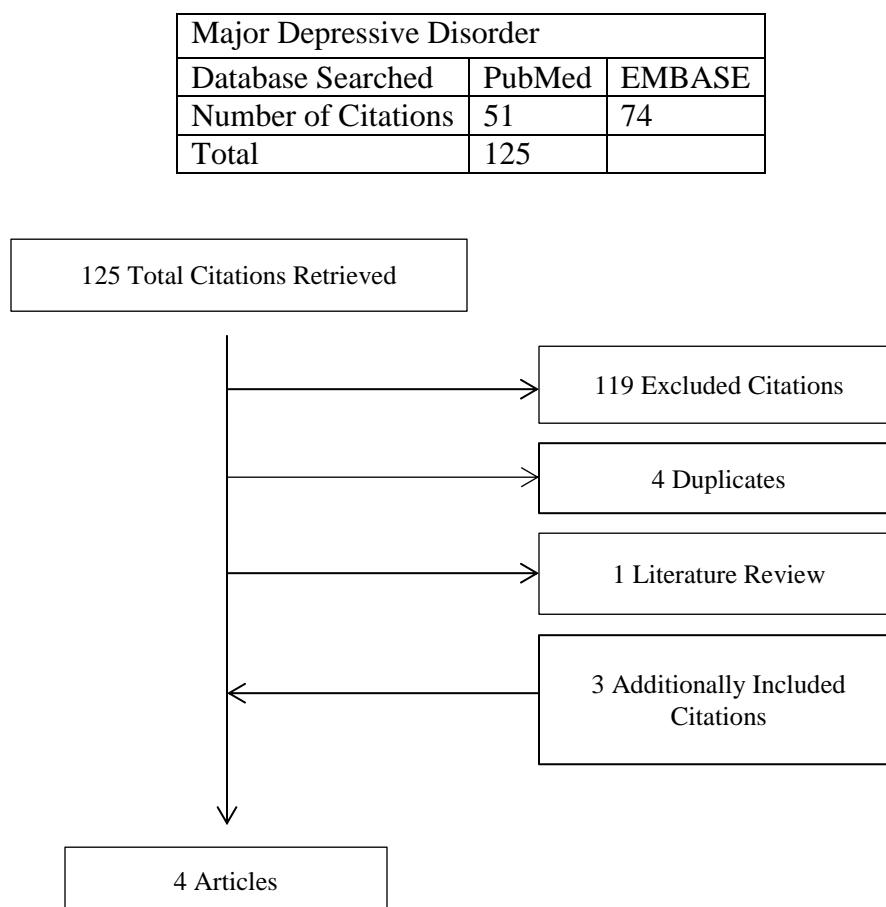 Major Depressive Disorder
Database Searched PubMed EMBASE
Number of Citations 51 74
Total 125
125 Total Citations Retrieved
119 Excluded Citations
4 Duplicates
1 Literature Review
3 Additionally Included
Citations
4 Articles